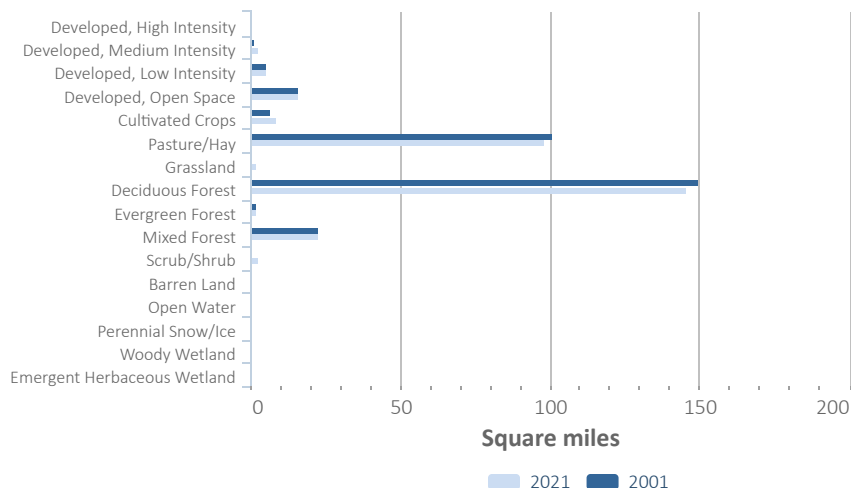 Developed, High Intensity
Developed, Medium Intensity
Developed, Low Intensity
Developed, Open Space
Cultivated Crops
Pasture/Hay
Grassland
Deciduous Forest
Evergreen Forest
Mixed Forest
Scrub/Shrub
Barren Land
Open Water
Perennial Snow/Ice
Woody Wetland
Emergent Herbaceous Wetland
0 50 100 150 200
Square miles
2021 2001